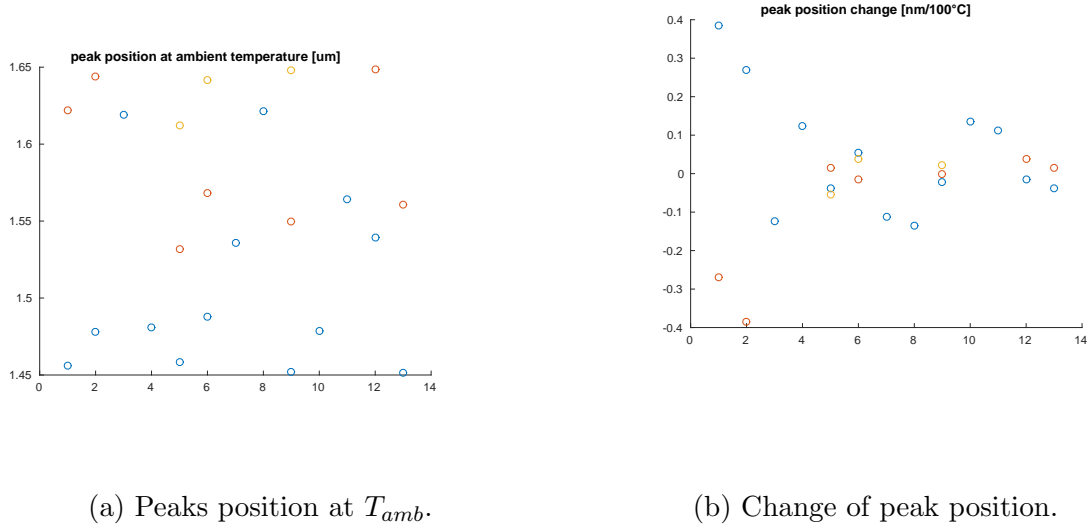 peak position at ambient temperature [um]
1.65
1.6
1.55
1.5
1.45
0 2 4 6 8 10 12 14
peak position change [nm/100°C]
0.4
0.3
0.2
0.1
0
-0.1
-0.2
-0.3
-0.4
0 2 4 6 8 10 12 14
(a) Peaks position at T_{amb}.
(b) Change of peak position.